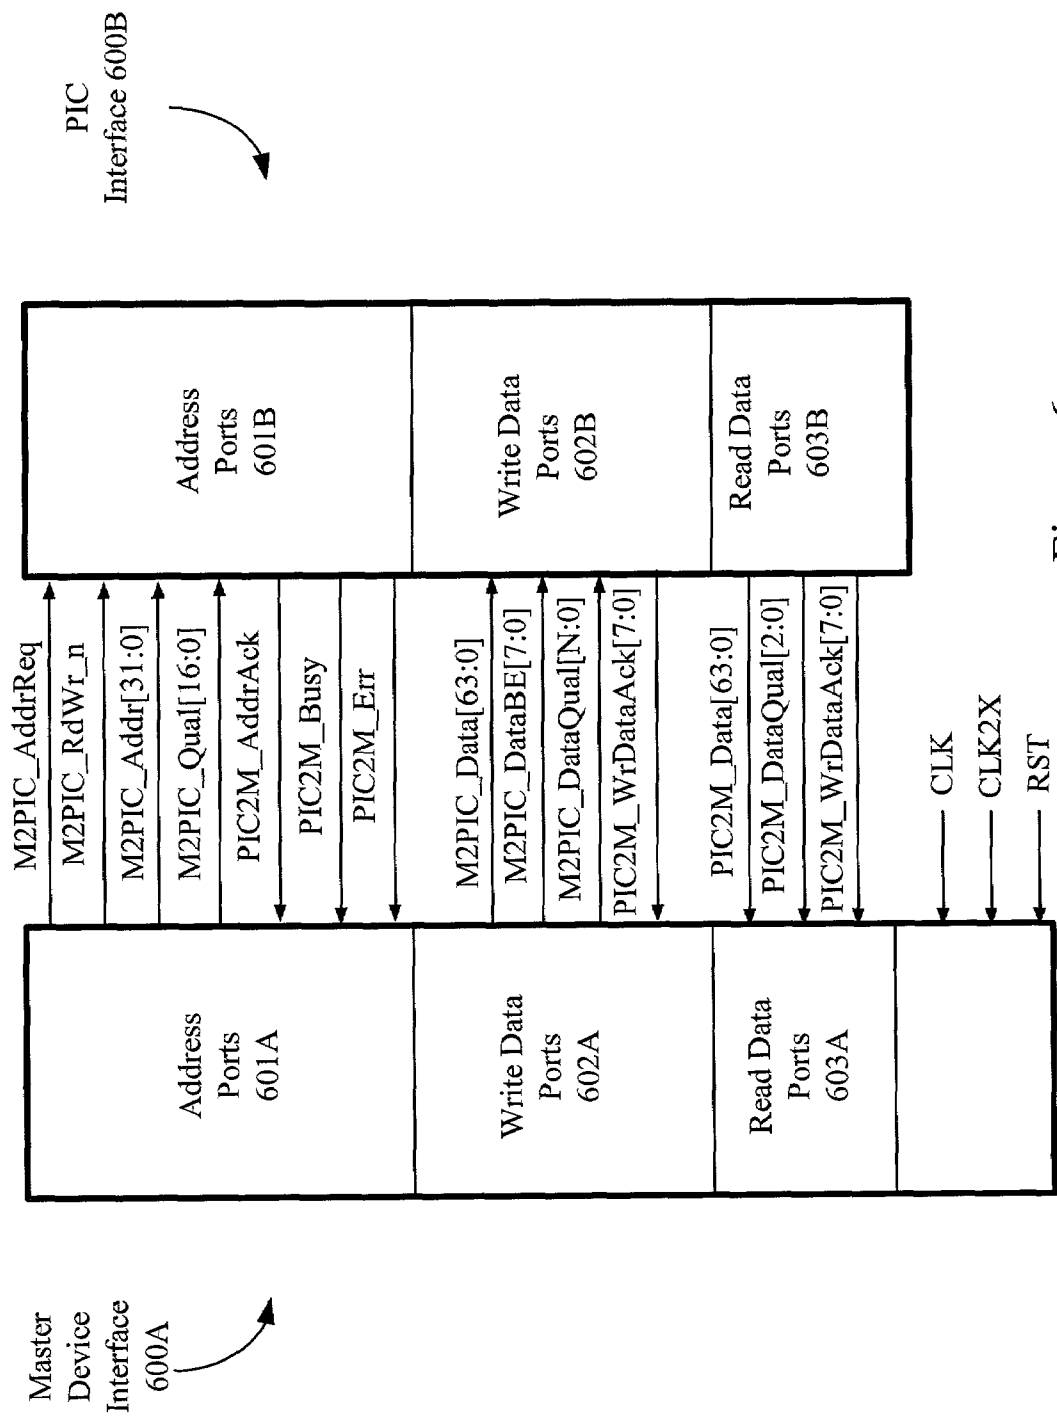 Master
Device
Interface
600A
PIC
Interface 600B
Address
Ports
601A
Write Data
Ports
602A
Read Data
Ports
603A
M2PIC_AddrReq
M2PIC_RdWr_n
M2PIC_Addr[31:0]
M2PIC_Qual[16:0]
PIC2M_AddrAck
PIC2M_Busy
PIC2M_Err
M2PIC_Data[63:0]
M2PIC_DataBE[7:0]
M2PIC_DataQual[N:0]
PIC2M_WrDataAck[7:0]
PIC2M_Data[63:0]
PIC2M_DataQual[2:0]
PIC2M_WrDataAck[7:0]
CLK
CLK2X
RST
Address
Ports
601B
Write Data
Ports
602B
Read Data
Ports
603B